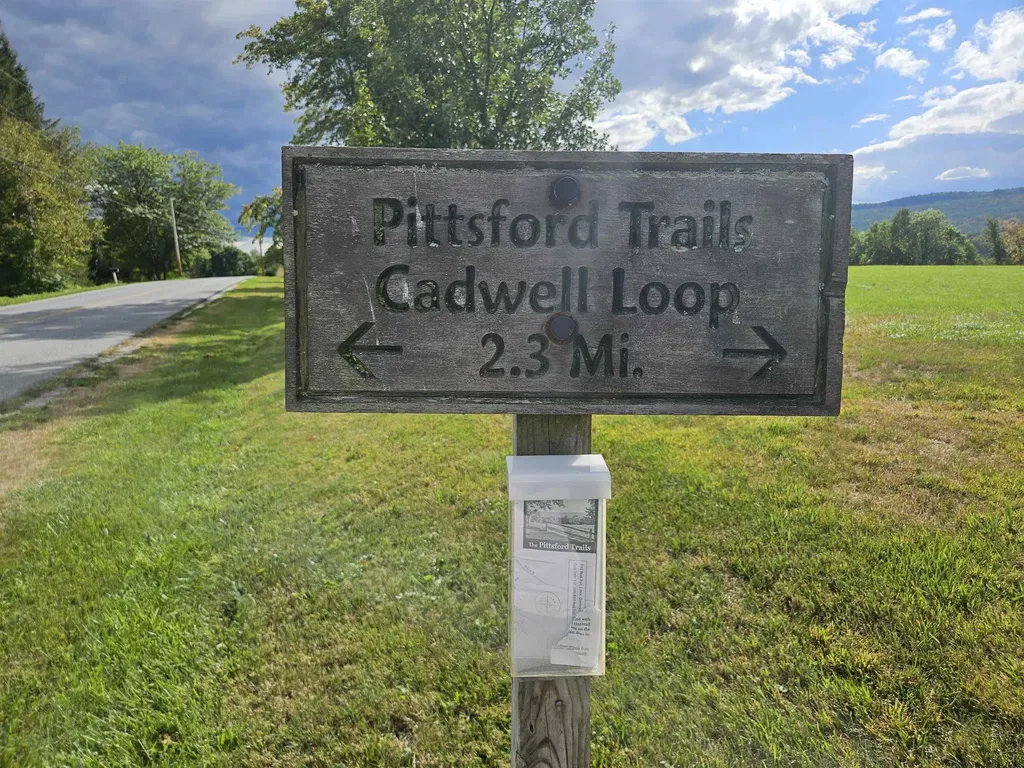 Pittsford Trails
Cadwell Loop
2.3 Mi.
The Pittsford Trails